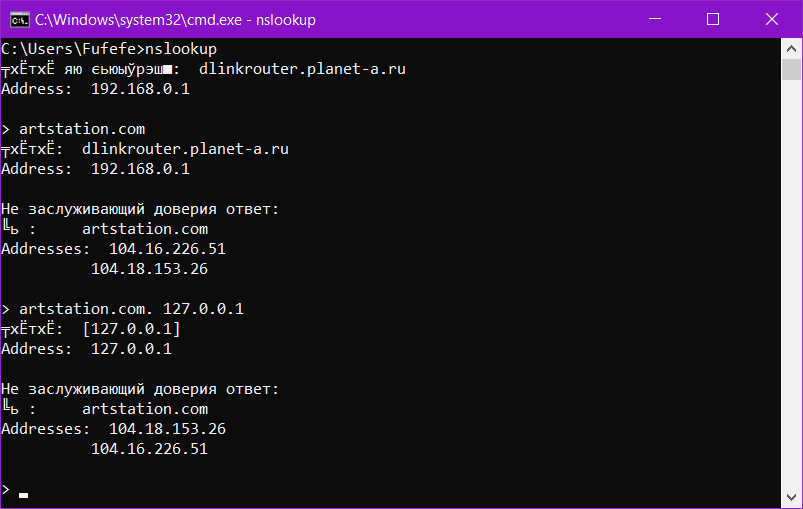 C:\Windows\system32\cmd.exe - nslookup
C:\Users\Fufefe>nslookup
╤хЁтхЁ яю єьюыўрэш■:  dlinkrouter.planet-a.ru
Address:  192.168.0.1
> artstation.com
╤хЁтхЁ:  dlinkrouter.planet-a.ru
Address:  192.168.0.1
Не заслуживающий доверия ответ:
╚ь :     artstation.com
Addresses:  104.16.226.51
          104.18.153.26
> artstation.com. 127.0.0.1
╤хЁтхЁ:  [127.0.0.1]
Address:  127.0.0.1
Не заслуживающий доверия ответ:
╚ь :     artstation.com
Addresses:  104.18.153.26
          104.16.226.51
>